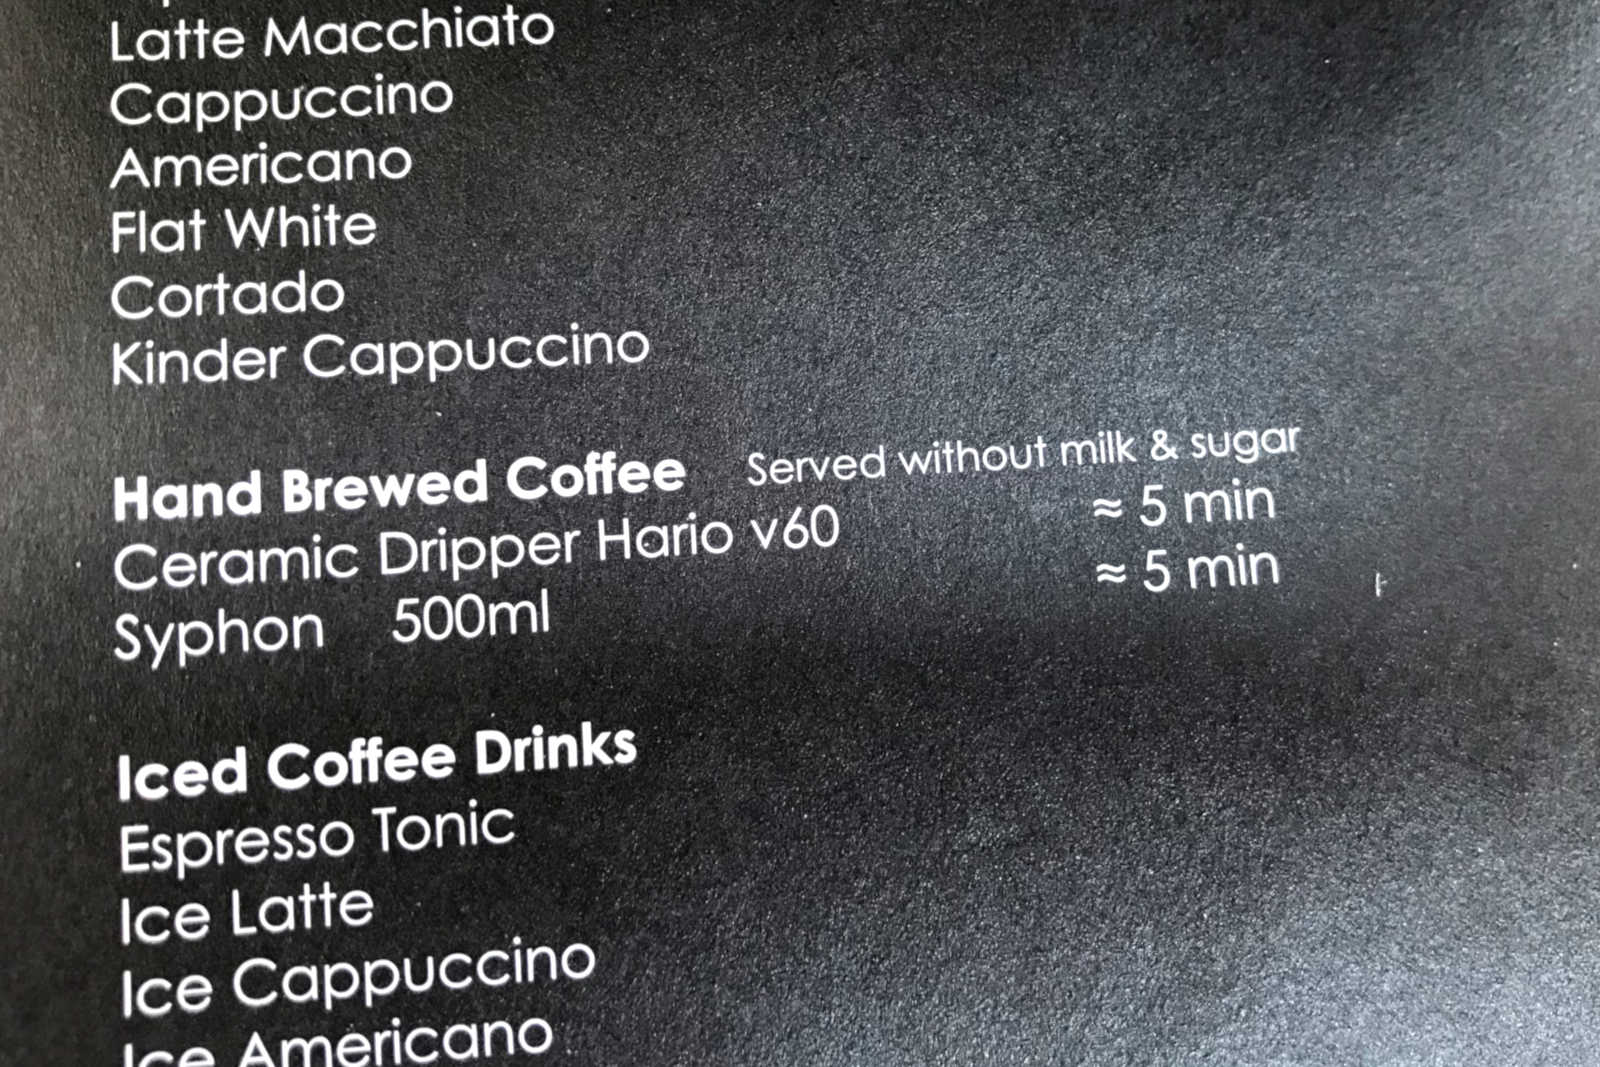 Latte Macchiato
Cappuccino
Americano
Flat White
Cortado
Kinder Cappuccino
Hand Brewed Coffee Served without milk & sugar
Ceramic Dripper Hario v60 ≈ 5 min
Syphon 500ml ≈ 5 min
Iced Coffee Drinks
Espresso Tonic
Ice Latte
Ice Cappuccino
Ice Americano